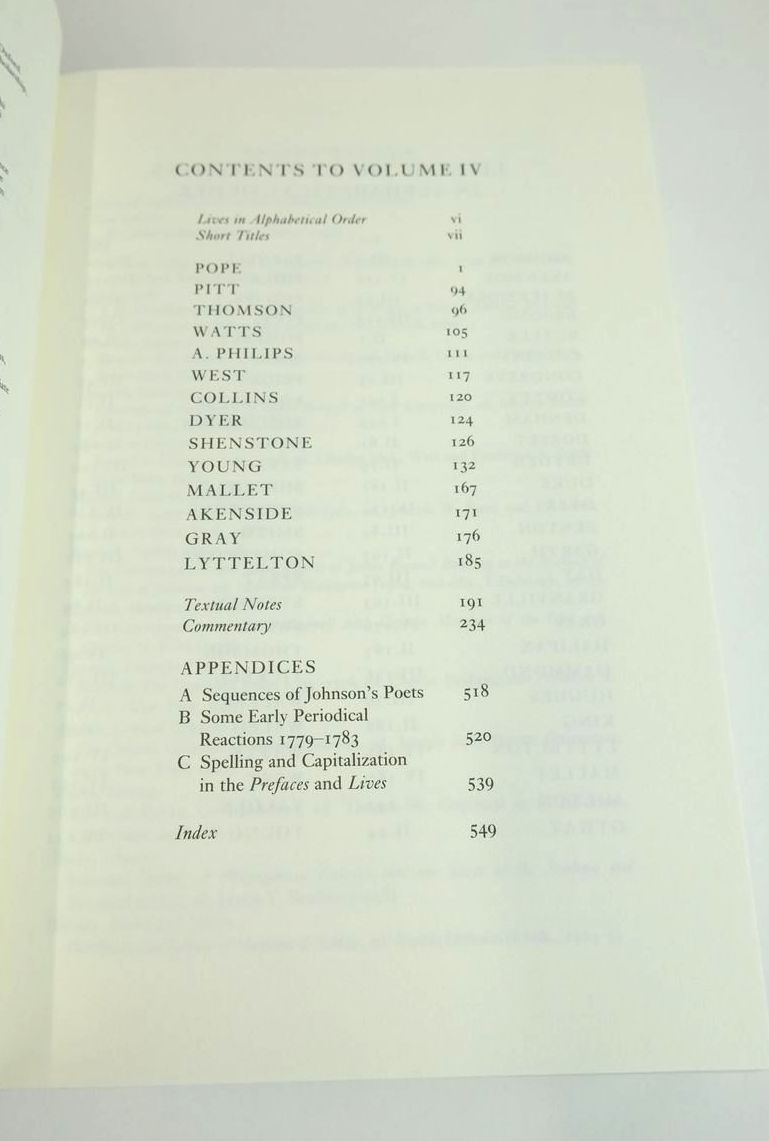 CONTENTS TO VOLUME IV
Lives in Alphabetical Order vi
Short Titles vii
POPE 1
PITT 94
THOMSON 96
WATTS 105
A. PHILIPS 111
WEST 117
COLLINS 120
DYER 124
SHENSTONE 126
YOUNG 132
MALLET 167
AKENSIDE 171
GRAY 176
LYTTELTON 185
Textual Notes 191
Commentary 234
APPENDICES
A Sequences of Johnson's Poets 518
B Some Early Periodical
Reactions 1779–1783 520
C Spelling and Capitalization
in the Prefaces and Lives 539
Index 549